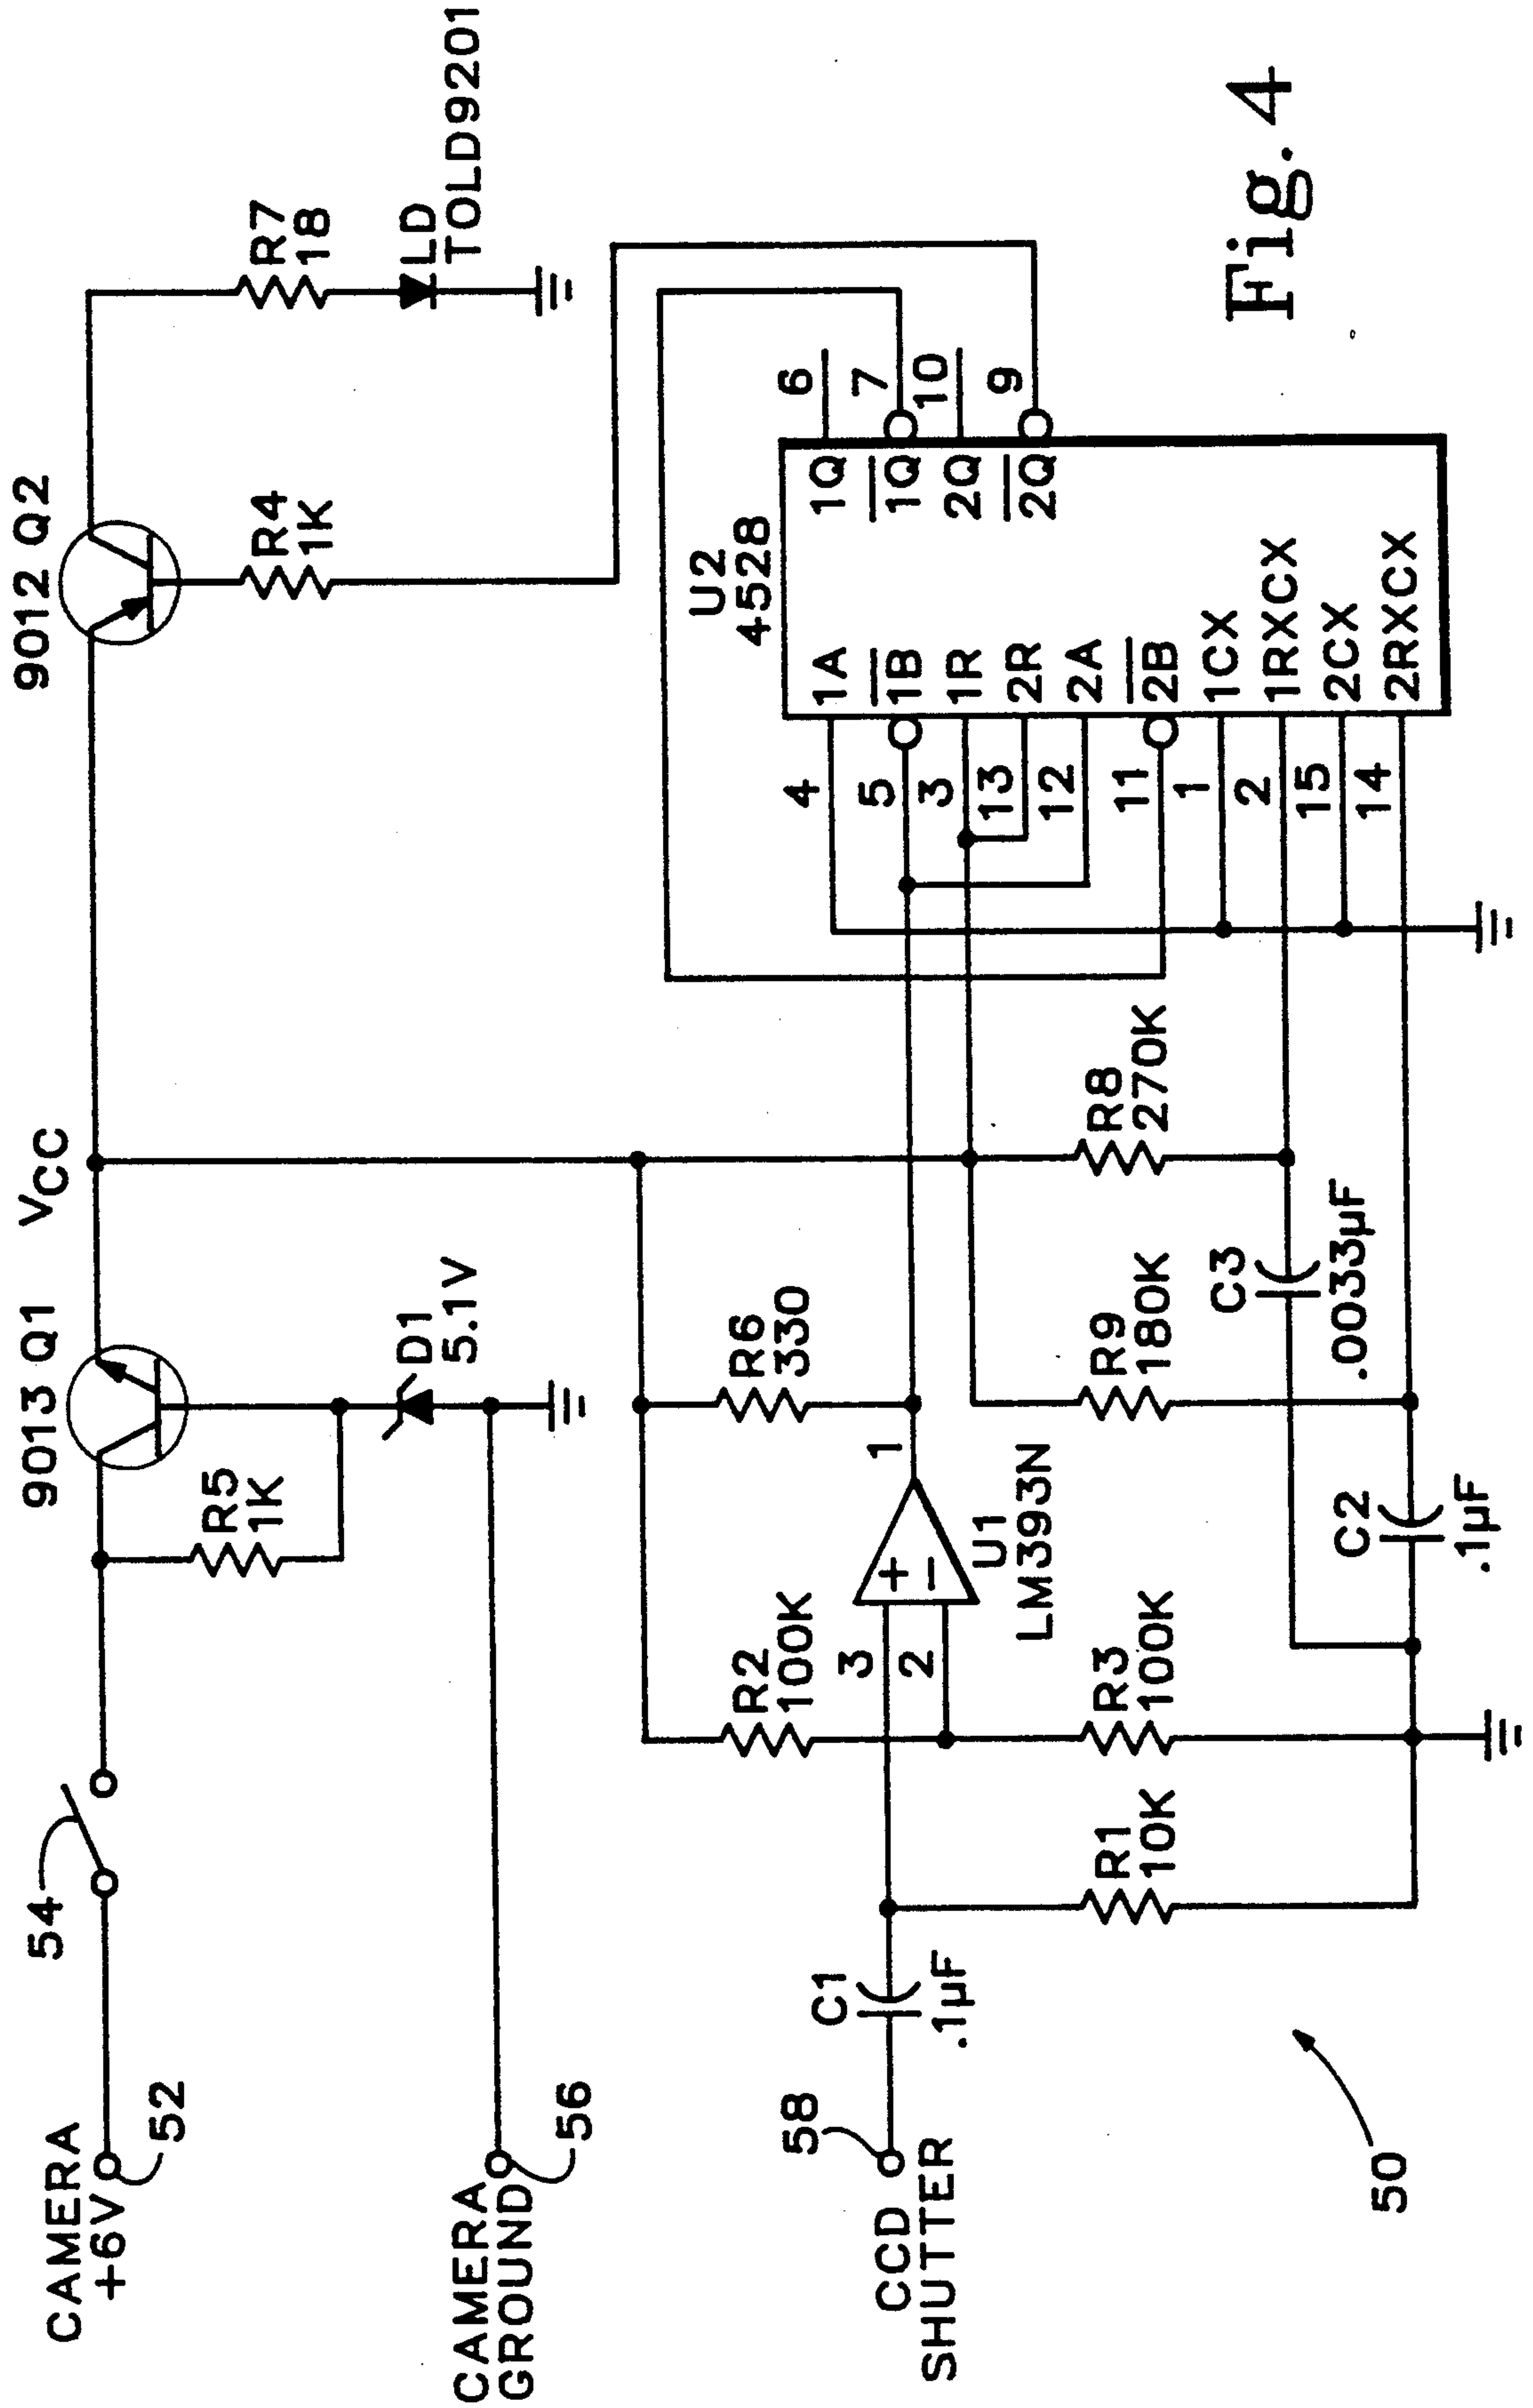 CAMERA
+6V
52
54
9013 Q1
VCC
9012 Q2
R5
1K
D1
5.1V
R4
1K
R7
18
LD
TOLD9201
CAMERA
GROUND
56
CCD
SHUTTER
58
C1
.1µF
R1
10K
R2
100K
R3
100K
3
2
+
−
U1
LM393N
1
R6
330
R9
180K
R8
270K
C2
.1µF
C3
.0033µF
U2
4528
4
5
3
13
12
11
1
2
15
14
1A
1B
1R
2R
2A
2B
1CX
1RXCX
2CX
2RXCX
1Q
1Q
2Q
2Q
6
7
10
9
50
Fig. 4